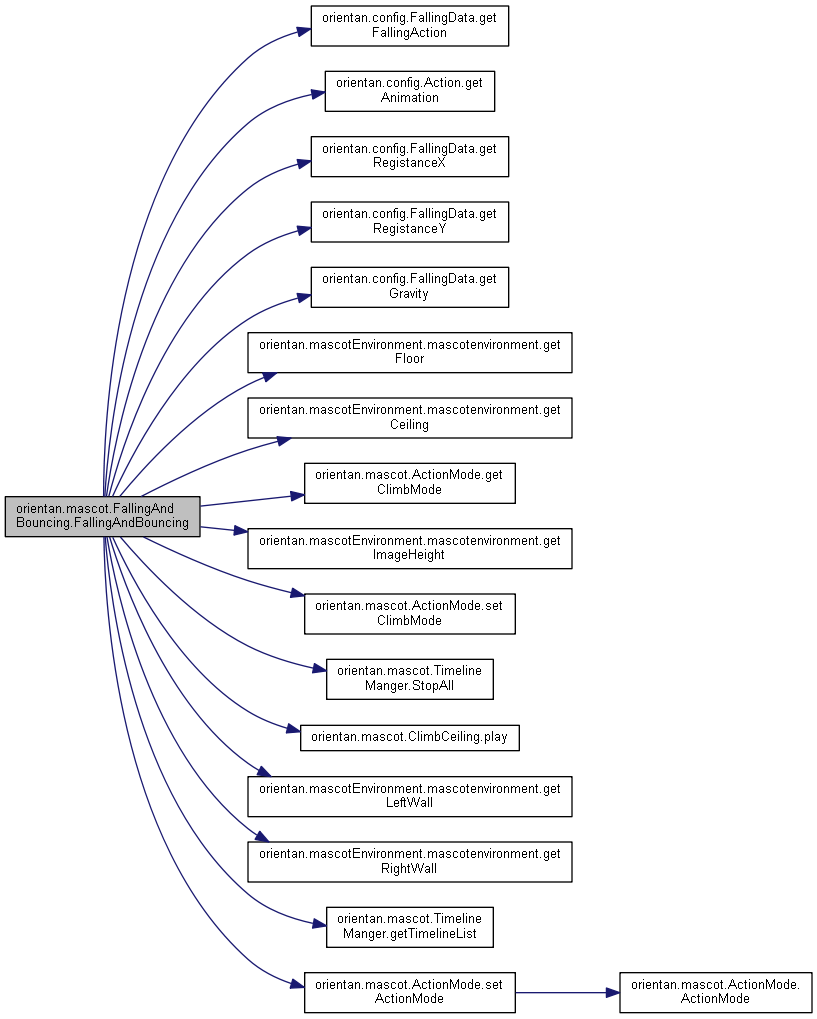 orientan.config.FallingData.get
FallingAction
orientan.config.Action.get
Animation
orientan.config.FallingData.get
RegistanceX
orientan.config.FallingData.get
RegistanceY
orientan.config.FallingData.get
Gravity
orientan.mascotEnvironment.mascotenvironment.get
Floor
orientan.mascotEnvironment.mascotenvironment.get
Ceiling
orientan.mascot.ActionMode.get
ClimbMode
orientan.mascot.FallingAnd
Bouncing.FallingAndBouncing
orientan.mascotEnvironment.mascotenvironment.get
ImageHeight
orientan.mascot.ActionMode.set
ClimbMode
orientan.mascot.Timeline
Manger.StopAll
orientan.mascot.ClimbCeiling.play
orientan.mascotEnvironment.mascotenvironment.get
LeftWall
orientan.mascotEnvironment.mascotenvironment.get
RightWall
orientan.mascot.Timeline
Manger.getTimelineList
orientan.mascot.ActionMode.set
ActionMode
orientan.mascot.ActionMode.
ActionMode